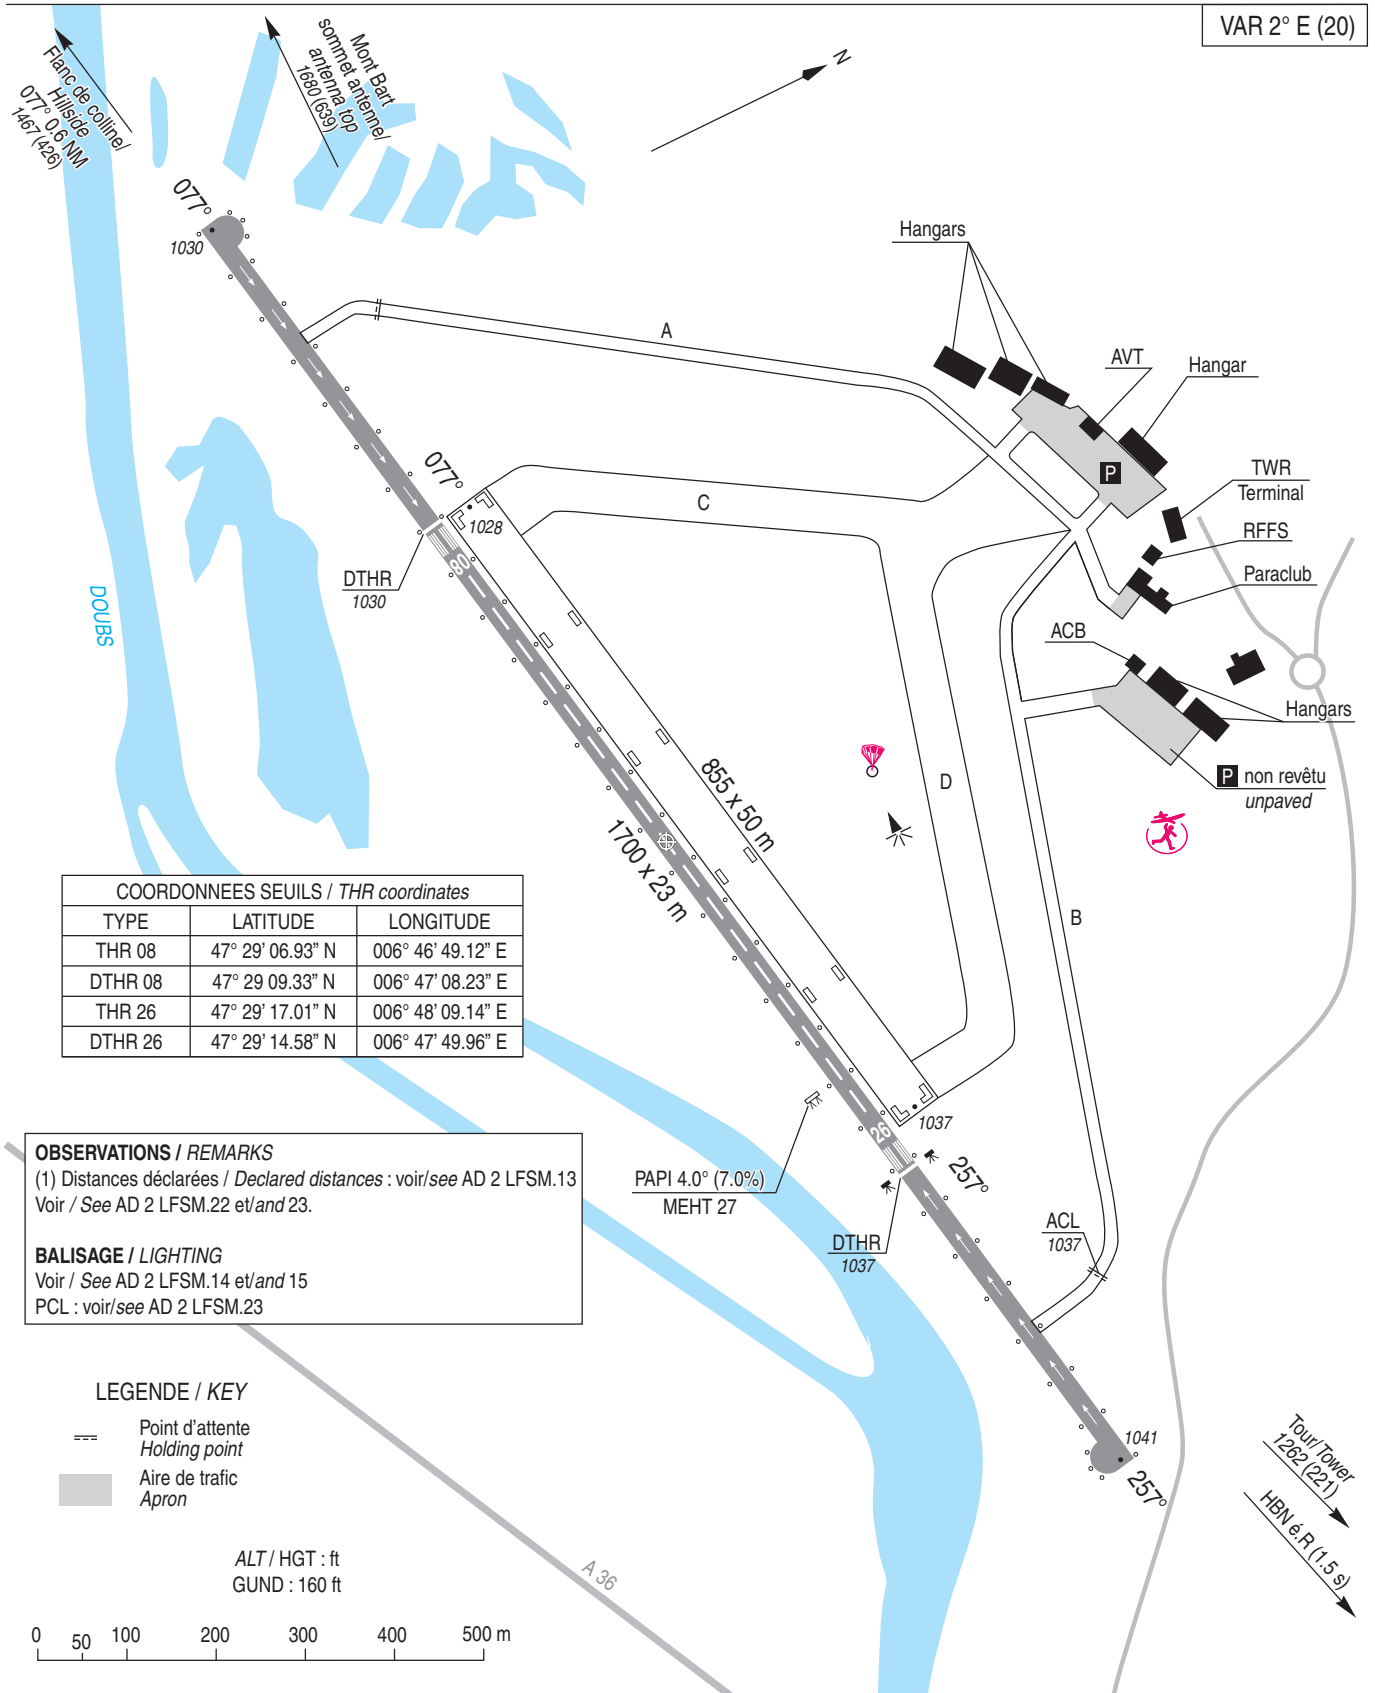 VAR 2° E (20)
Flanc de colline/
Hillside
077° 0.6 NM
1467 (426)
Mont Bart
sommet antenne/
antenna top
1680 (639)
N
077°
1030
Hangars
A
AVT
Hangar
P
TWR
Terminal
RFFS
Paraclub
ACB
Hangars
P non revêtu
unpaved
077°
1028
C
DTHR
1030
80
DOUBS
855 x 50 m
1700 x 23 m
D
B
COORDONNEES SEUILS / THR coordinates
TYPE LATITUDE LONGITUDE
THR 08 47° 29’ 06.93” N 006° 46’ 49.12” E
DTHR 08 47° 29 09.33” N 006° 47’ 08.23” E
THR 26 47° 29’ 17.01” N 006° 48’ 09.14” E
DTHR 26 47° 29’ 14.58” N 006° 47’ 49.96” E
OBSERVATIONS / REMARKS
(1) Distances déclarées / Declared distances : voir/see AD 2 LFSM.13
Voir / See AD 2 LFSM.22 et/and 23.
BALISAGE / LIGHTING
Voir / See AD 2 LFSM.14 et/and 15
PCL : voir/see AD 2 LFSM.23
PAPI 4.0° (7.0%)
MEHT 27
26
1037
257°
DTHR
1037
ACL
1037
1041
257°
Tour/Tower
1262 (221)
HBN é.R (1.5 s)
LEGENDE / KEY
Point d’attente
Holding point
Aire de trafic
Apron
ALT / HGT : ft
GUND : 160 ft
A 36
0 50 100 200 300 400 500 m